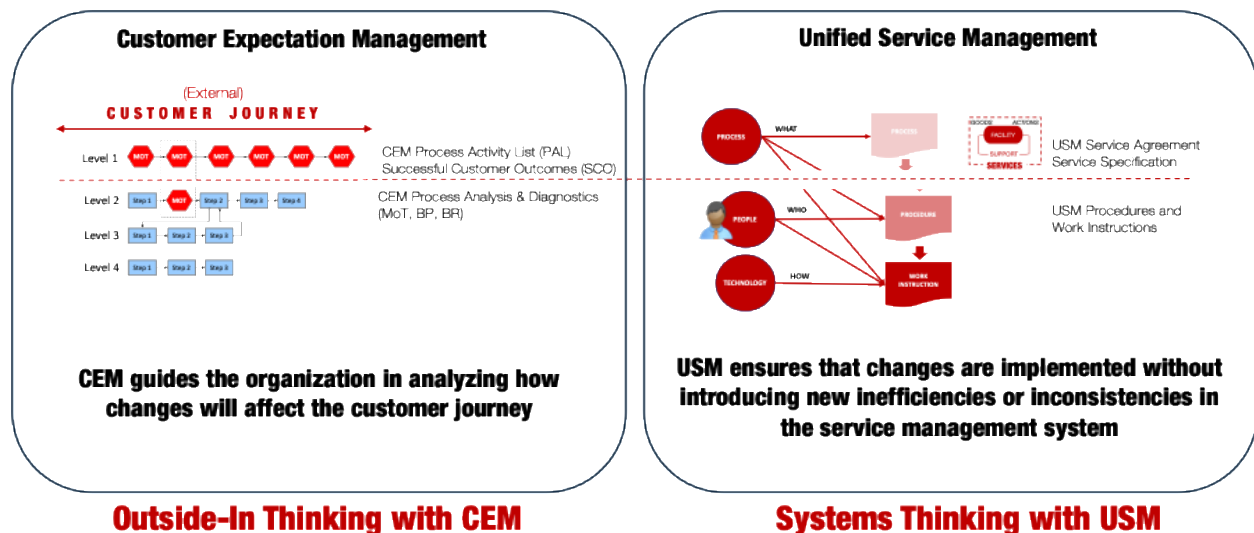 Customer Expectation Management
(External)
CUSTOMER JOURNEY
Level 1
MOT
MOT
MOT
MOT
MOT
MOT
CEM Process Activity List (PAL)
Successful Customer Outcomes (SCO)
Level 2
Step 1
MOT
Step 2
Step 3
Step 4
CEM Process Analysis & Diagnostics
(MoT, BP, BR)
Level 3
Step 1
Step 2
Step 3
Level 4
Step 1
Step 2
Step 3
CEM guides the organization in analyzing how
changes will affect the customer journey
Outside-In Thinking with CEM
Unified Service Management
PROCESS
WHAT
PROCESS
GOODS
ACTIONS
FACILITY
SUPPORT
SERVICES
USM Service Agreement
Service Specification
PEOPLE
WHO
PROCEDURE
USM Procedures and
Work Instructions
TECHNOLOGY
HOW
WORK
INSTRUCTION
USM ensures that changes are implemented without
introducing new inefficiencies or inconsistencies in
the service management system
Systems Thinking with USM